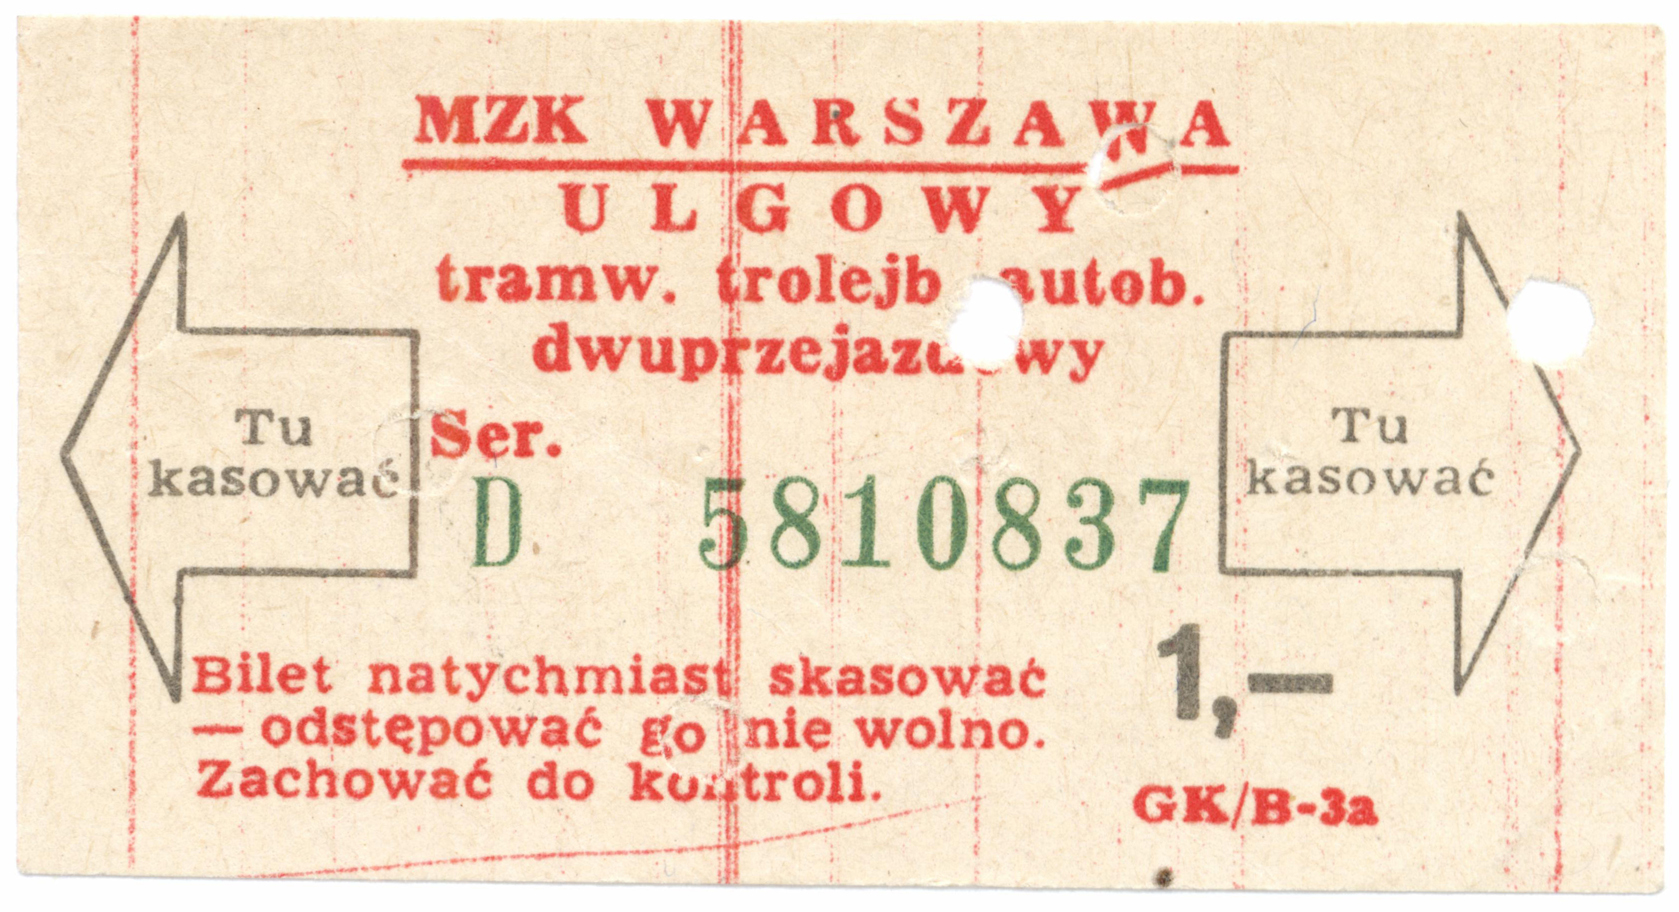 MZK WARSZAWA
ULGOWY
tramw. trolejb autob.
dwuprzejazdowy
Tu
kasować
Ser.
D 5810837
Tu
kasować
1,—
Bilet natychmiast skasować
— odstępować go nie wolno.
Zachować do kontroli.
GK/B-3a